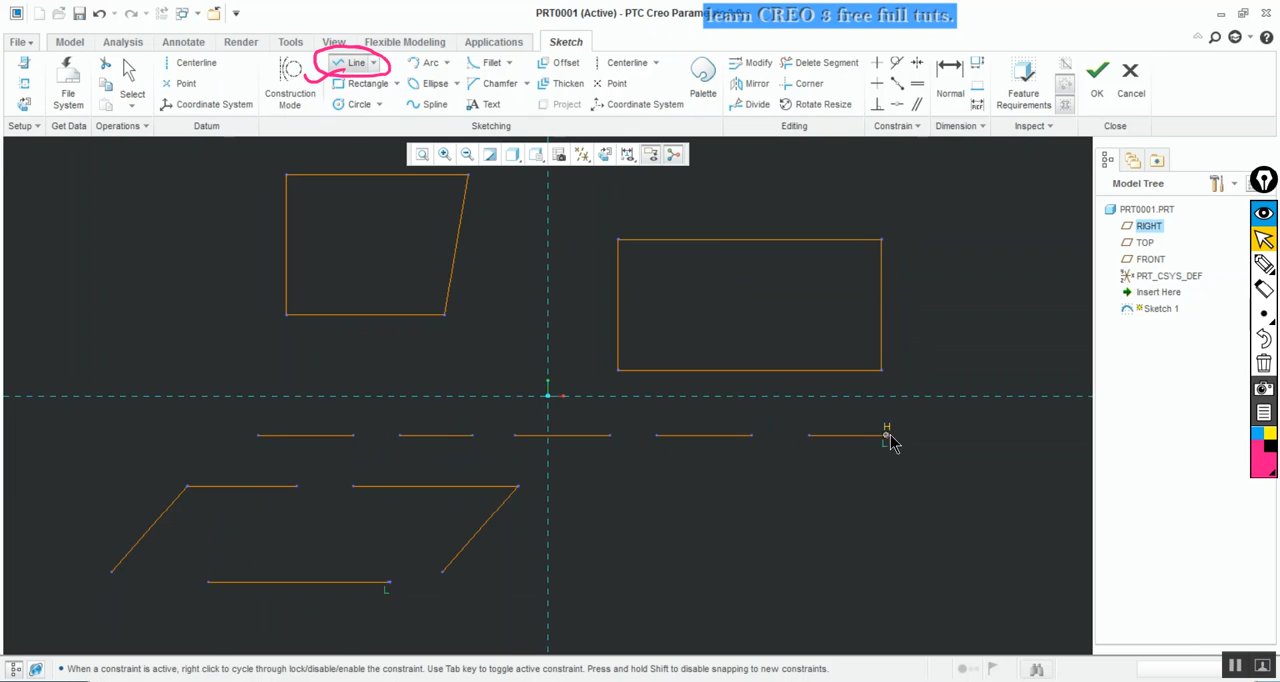 PRT0001 (Active) - PTC Creo Param
learn CREO 3 free full tuts.
File
Model
Analysis
Annotate
Render
Tools
View
Flexible Modeling
Applications
Sketch
File System
Select
Centerline
Point
Coordinate System
Construction Mode
Line
Rectangle
Circle
Arc
Ellipse
Spline
Fillet
Chamfer
Text
Offset
Thicken
Project
Centerline
Point
Coordinate System
Palette
Modify
Mirror
Divide
Delete Segment
Corner
Rotate Resize
Normal
Feature Requirements
OK
Cancel
Setup
Get Data
Operations
Datum
Sketching
Editing
Constrain
Dimension
Inspect
Close
Model Tree
PRT0001.PRT
RIGHT
TOP
FRONT
PRT_CSYS_DEF
Insert Here
Sketch 1
H
L
L
• When a constraint is active, right click to cycle through lock/disable/enable the constraint. Use Tab key to toggle active constraint. Press and hold Shift to disable snapping to new constraints.